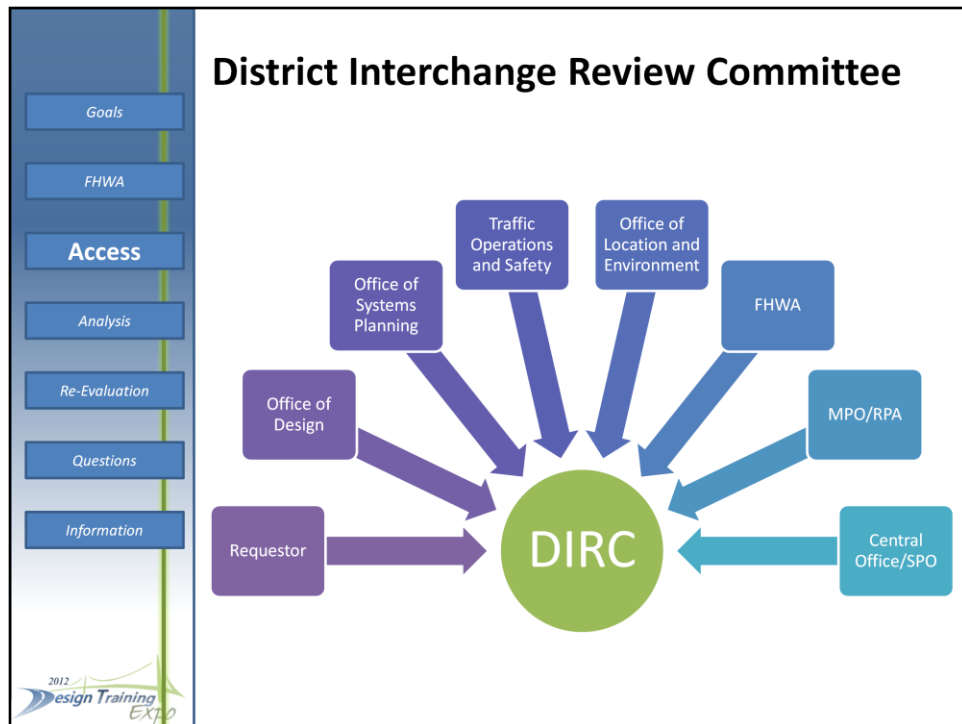 District Interchange Review Committee
Goals
FHWA
Access
Analysis
Re-Evaluation
Questions
Information
Requestor
Office of
Design
Office of
Systems
Planning
Traffic
Operations
and Safety
Office of
Location and
Environment
FHWA
MPO/RPA
Central
Office/SPO
DIRC
2012
Design Training
Expo